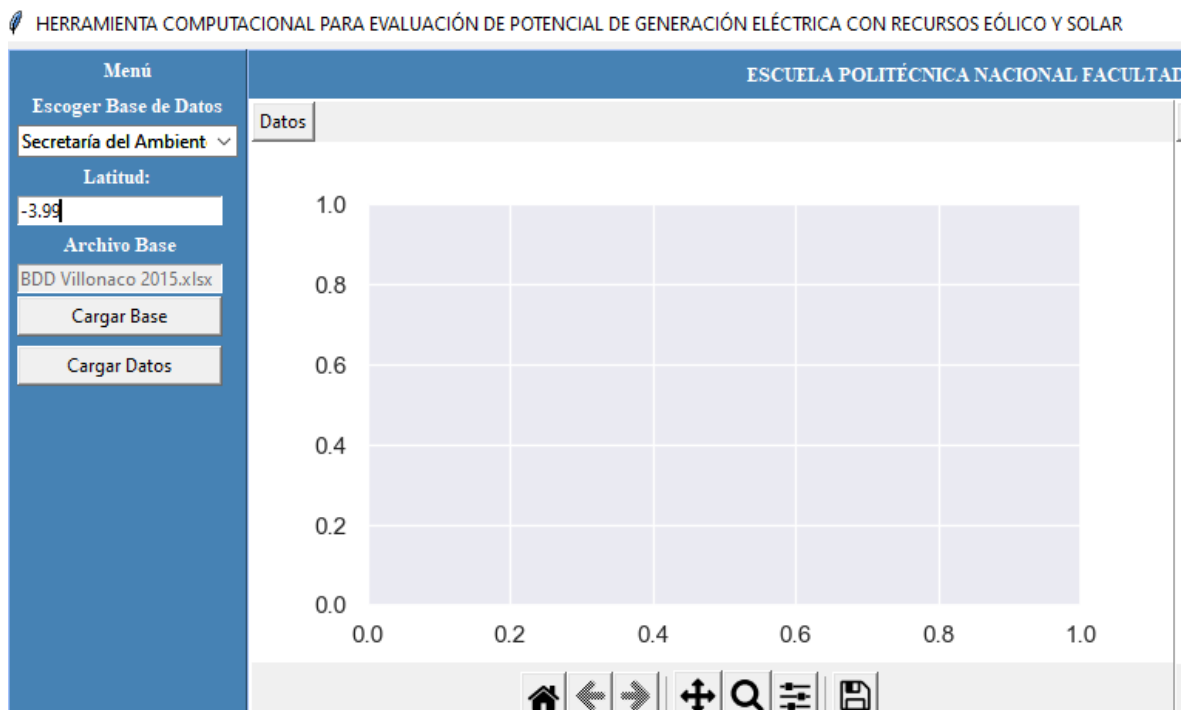 HERRAMIENTA COMPUTACIONAL PARA EVALUACIÓN DE POTENCIAL DE GENERACIÓN ELÉCTRICA CON RECURSOS EÓLICO Y SOLAR
Menú
ESCUELA POLITÉCNICA NACIONAL FACULTAD
Escoger Base de Datos
Datos
Secretaría del Ambient
Latitud:
-3.99
Archivo Base
BDD Villonaco 2015.xlsx
Cargar Base
Cargar Datos
1.0
0.8
0.6
0.4
0.2
0.0
0.0 0.2 0.4 0.6 0.8 1.0